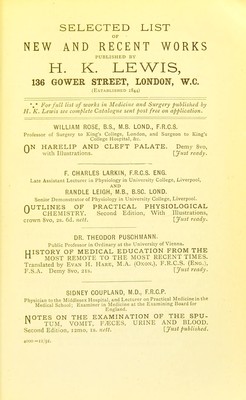 SELECTED LIST
OF
NEW AND RECENT WORKS
PUBLISHED BY
H. K. LEWIS,
136 GOWER STREET, LONDON, W.C.
(ESTABLISHED 1844)
*** For full list of works in Medicine and Surgery published by
H. K. Lewis see complete Catalogue sent post free on application.
WILLIAM ROSE, B.S., M.B. LOND., F.R.C.S.
Professor of Surgery in King's College, London, and Surgeon to King's
College Hospital, &c.
ON HARELIP AND CLEFT PALATE. Demy 8vo,
with Illustrations. [Just ready.
F. CHARLES LARKIN, F.R.C.S. ENG.
Late Assistant Lecturer in Physiology in University College, Liverpool,
AND
RANDLE LEIGH, M.B., B.SC. LOND.
Senior Demonstrator of Physiology in University College, Liverpool.
OUTLINES OF PRACTICAL PHYSIOLOGICAL
CHEMISTRY. Second Edition, With Illustrations,
crown 8vo, 2s. 6d. nett. [Just ready.
DR. THEODOR PUSCHMANN.
Public Professor in Ordinary at the University of Vienna.
HISTORY OF MEDICAL EDUCATION FROM THE
MOST REMOTE TO THE MOST RECENT TIMES.
Translated by EVAN H. HARE, M.A. (OXON.), F.R.C.S. (ENG.),
F.S.A. Demy 8vo, 21s. [Just ready.
SIDNEY COUPLAND, M.D., F.R.C.P.
Physician to the Middlesex Hospital, and Lecturer on Practical Medicine in the
Medical School; Examiner in Medicine at the Examining Board for
England.
NOTES ON THE EXAMINATION OF THE SPU-
TUM, VOMIT, FÆCES, URINE AND BLOOD.
Second Edition, 12mo, 1s. nett. [Just published.